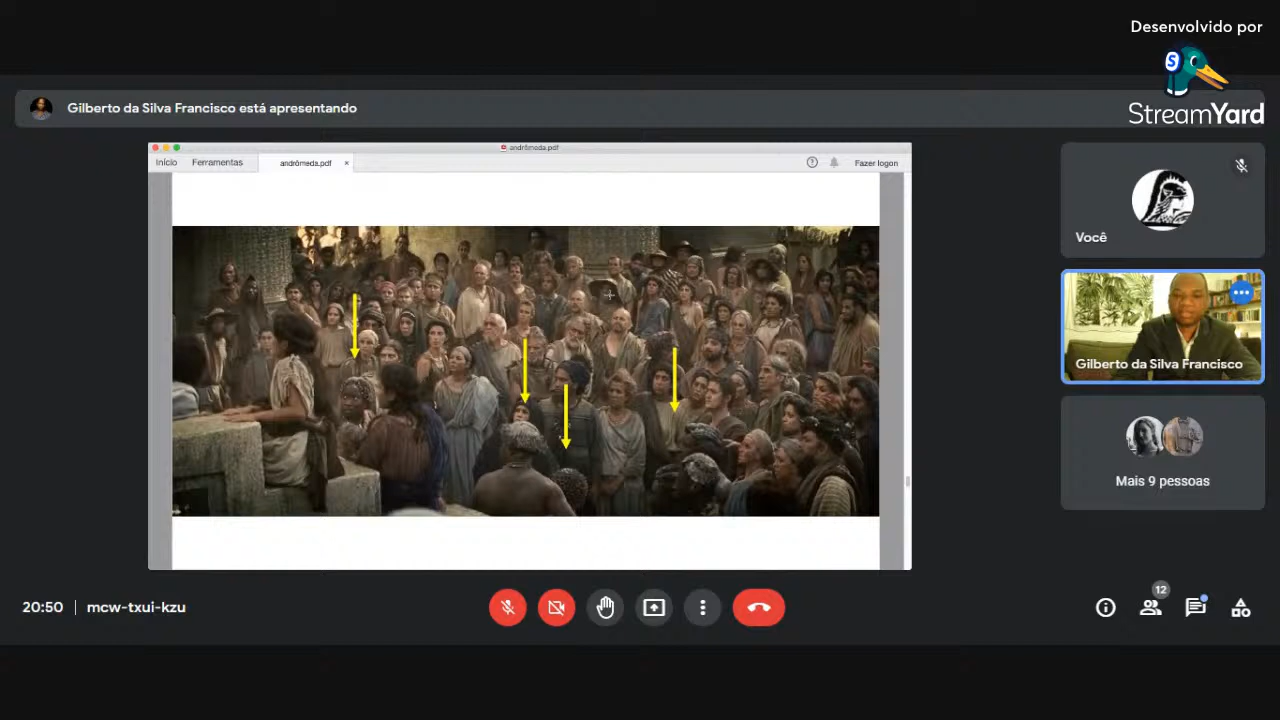 Desenvolvido por
S
StreamYard
Gilberto da Silva Francisco está apresentando
andrômeda.pdf
Início
Ferramentas
andrômeda.pdf
×
Fazer logon
Você
Gilberto da Silva Francisco
Mais 9 pessoas
20:50
mcw-txui-kzu
12